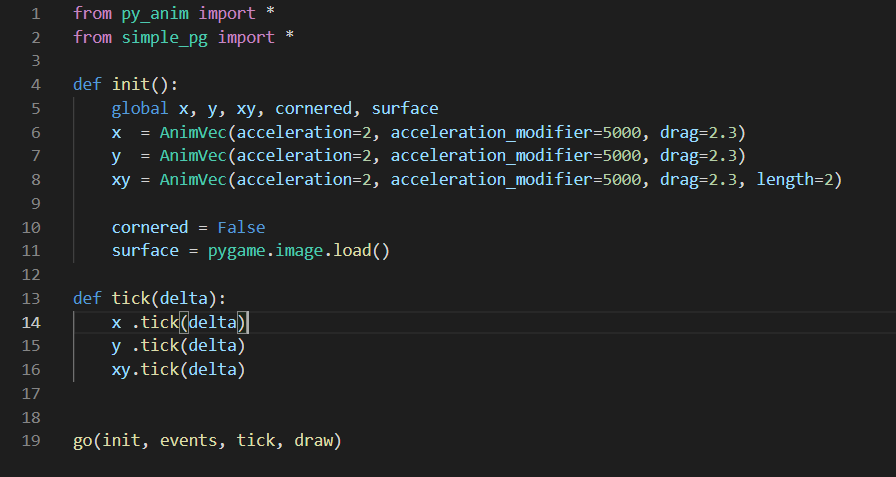 1 from py_anim import *
2 from simple_pg import *
3
4 def init():
5     global x, y, xy, cornered, surface
6     x  = AnimVec(acceleration=2, acceleration_modifier=5000, drag=2.3)
7     y  = AnimVec(acceleration=2, acceleration_modifier=5000, drag=2.3)
8     xy = AnimVec(acceleration=2, acceleration_modifier=5000, drag=2.3, length=2)
9
10     cornered = False
11     surface = pygame.image.load()
12
13 def tick(delta):
14     x .tick(delta)
15     y .tick(delta)
16     xy.tick(delta)
17
18
19 go(init, events, tick, draw)